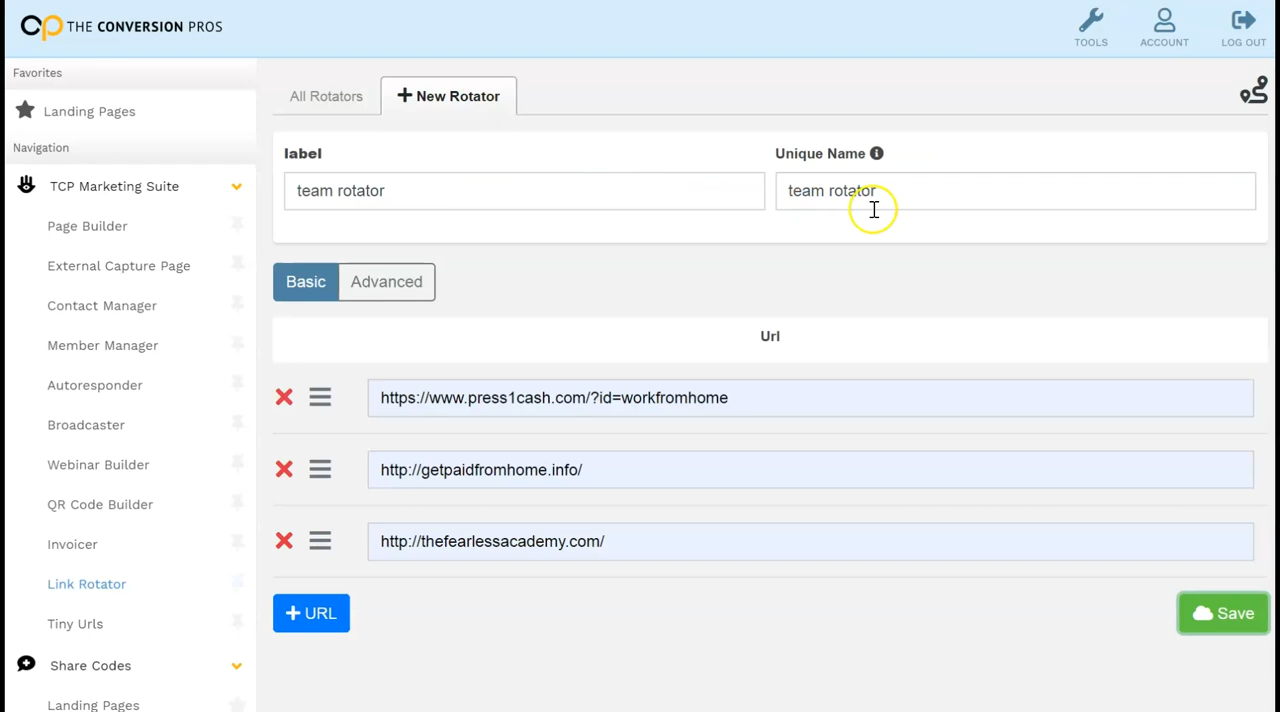 cp THE CONVERSION PROS
TOOLS
ACCOUNT
LOG OUT
Favorites
Landing Pages
Navigation
TCP Marketing Suite
Page Builder
External Capture Page
Contact Manager
Member Manager
Autoresponder
Broadcaster
Webinar Builder
QR Code Builder
Invoicer
Link Rotator
Tiny Urls
Share Codes
Landing Pages
All Rotators
+ New Rotator
label
Unique Name
team rotator
team rotator
Basic
Advanced
Url
https://www.press1cash.com/?id=workfromhome
http://getpaidfromhome.info/
http://thefearlessacademy.com/
+ URL
Save